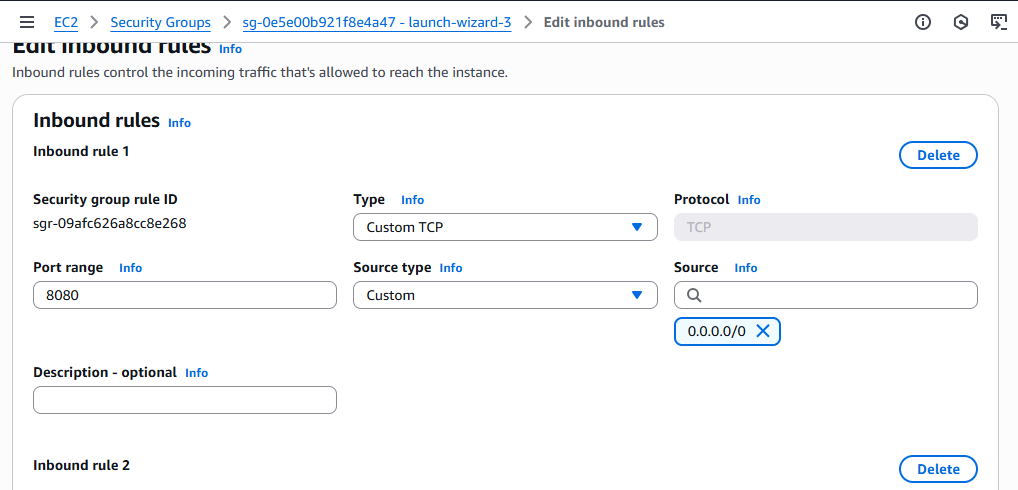 EC2 > Security Groups > sg-0e5e00b921f8e4a47 - launch-wizard-3 > Edit inbound rules
Edit inbound rules Info
Inbound rules control the incoming traffic that's allowed to reach the instance.
Inbound rules Info
Inbound rule 1
Delete
Security group rule ID
sgr-09afc626a8cc8e268
Type Info
Custom TCP
Protocol Info
TCP
Port range Info
8080
Source type Info
Custom
Source Info
0.0.0.0/0
Description - optional Info
Inbound rule 2
Delete